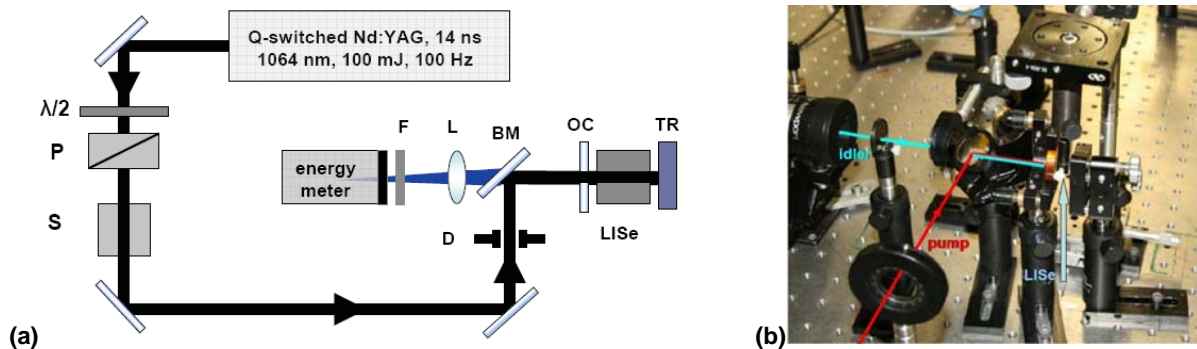 Q-switched Nd:YAG, 14 ns
1064 nm, 100 mJ, 100 Hz
λ/2
P
S
energy
meter
F
L
BM
OC
TR
LISe
D
(a)
idler
pump
LISe
(b)